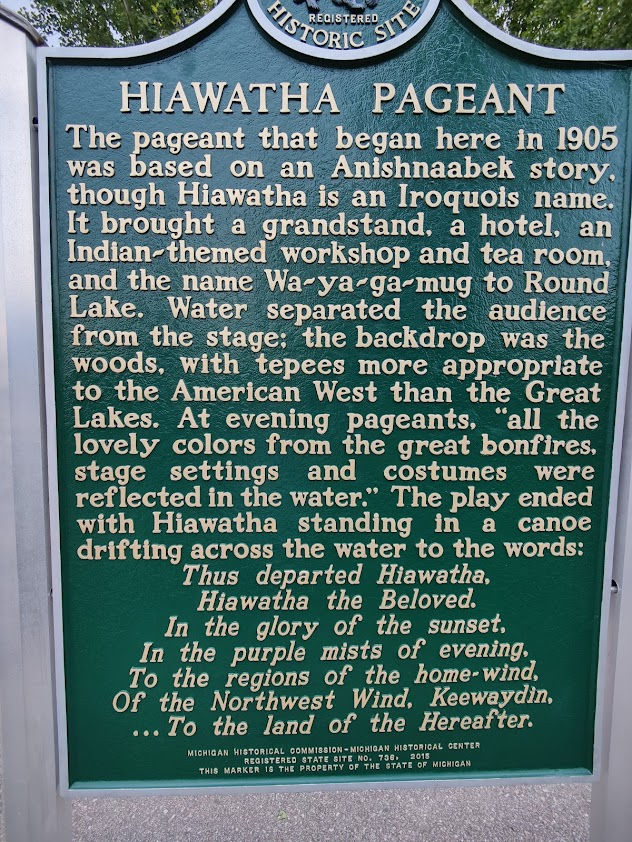 REGISTERED
HISTORIC SITE
HIAWATHA PAGEANT
The pageant that began here in 1905
was based on an Anishnaabek story,
though Hiawatha is an Iroquois name.
It brought a grandstand, a hotel, an
Indian-themed workshop and tea room,
and the name Wa-ya-ga-mug to Round
Lake. Water separated the audience
from the stage; the backdrop was the
woods, with tepees more appropriate
to the American West than the Great
Lakes. At evening pageants, “all the
lovely colors from the great bonfires,
stage settings and costumes were
reflected in the water.” The play ended
with Hiawatha standing in a canoe
drifting across the water to the words:
Thus departed Hiawatha,
Hiawatha the Beloved.
In the glory of the sunset,
In the purple mists of evening,
To the regions of the home-wind,
Of the Northwest Wind, Keewaydin,
...To the land of the Hereafter.
MICHIGAN HISTORICAL COMMISSION-MICHIGAN HISTORICAL CENTER
REGISTERED STATE SITE NO. 736, 2015
THIS MARKER IS THE PROPERTY OF THE STATE OF MICHIGAN